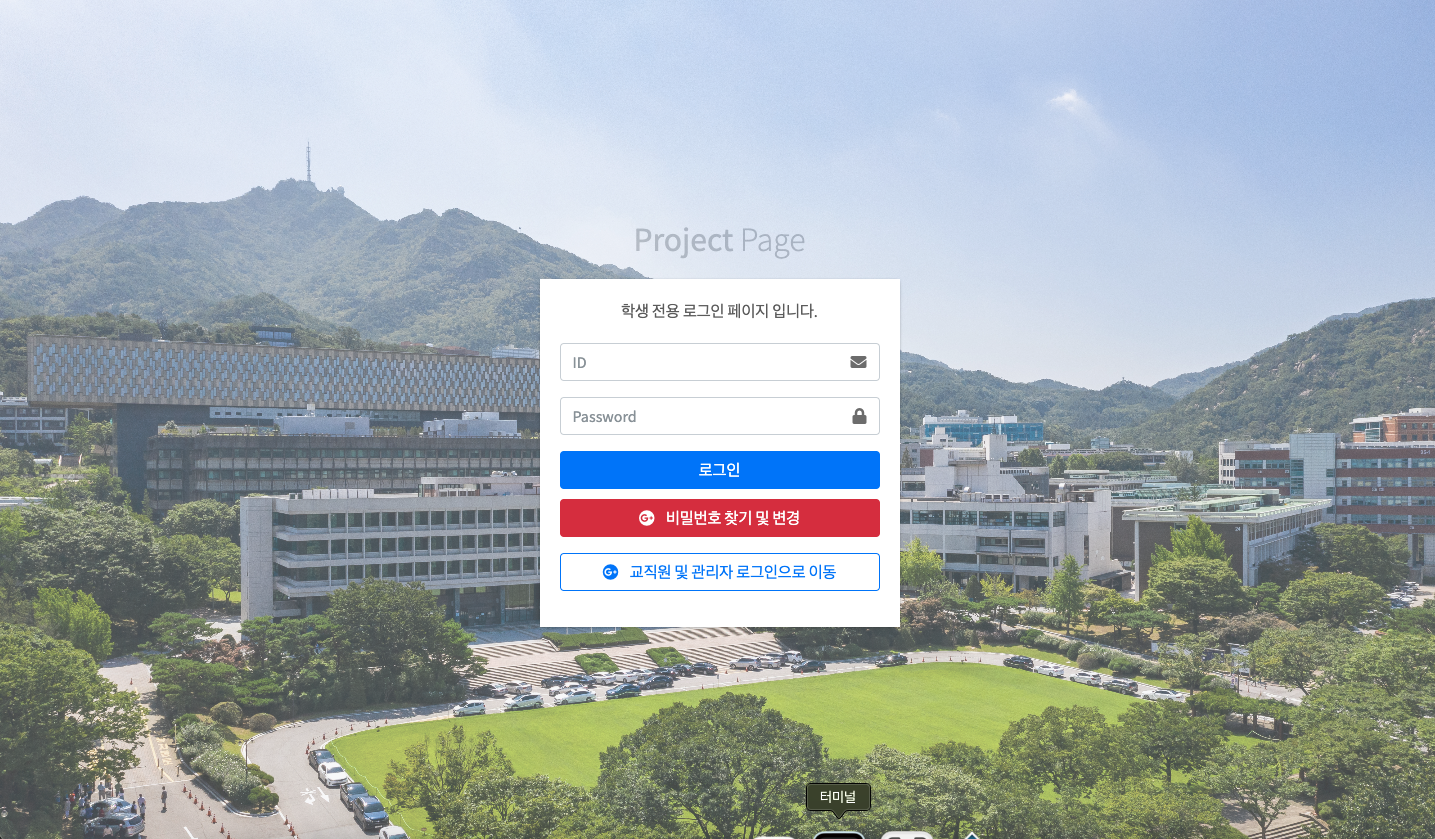 Project Page
학생 전용 로그인 페이지 입니다.
ID
Password
로그인
비밀번호 찾기 및 변경
교직원 및 관리자 로그인으로 이동
터미널